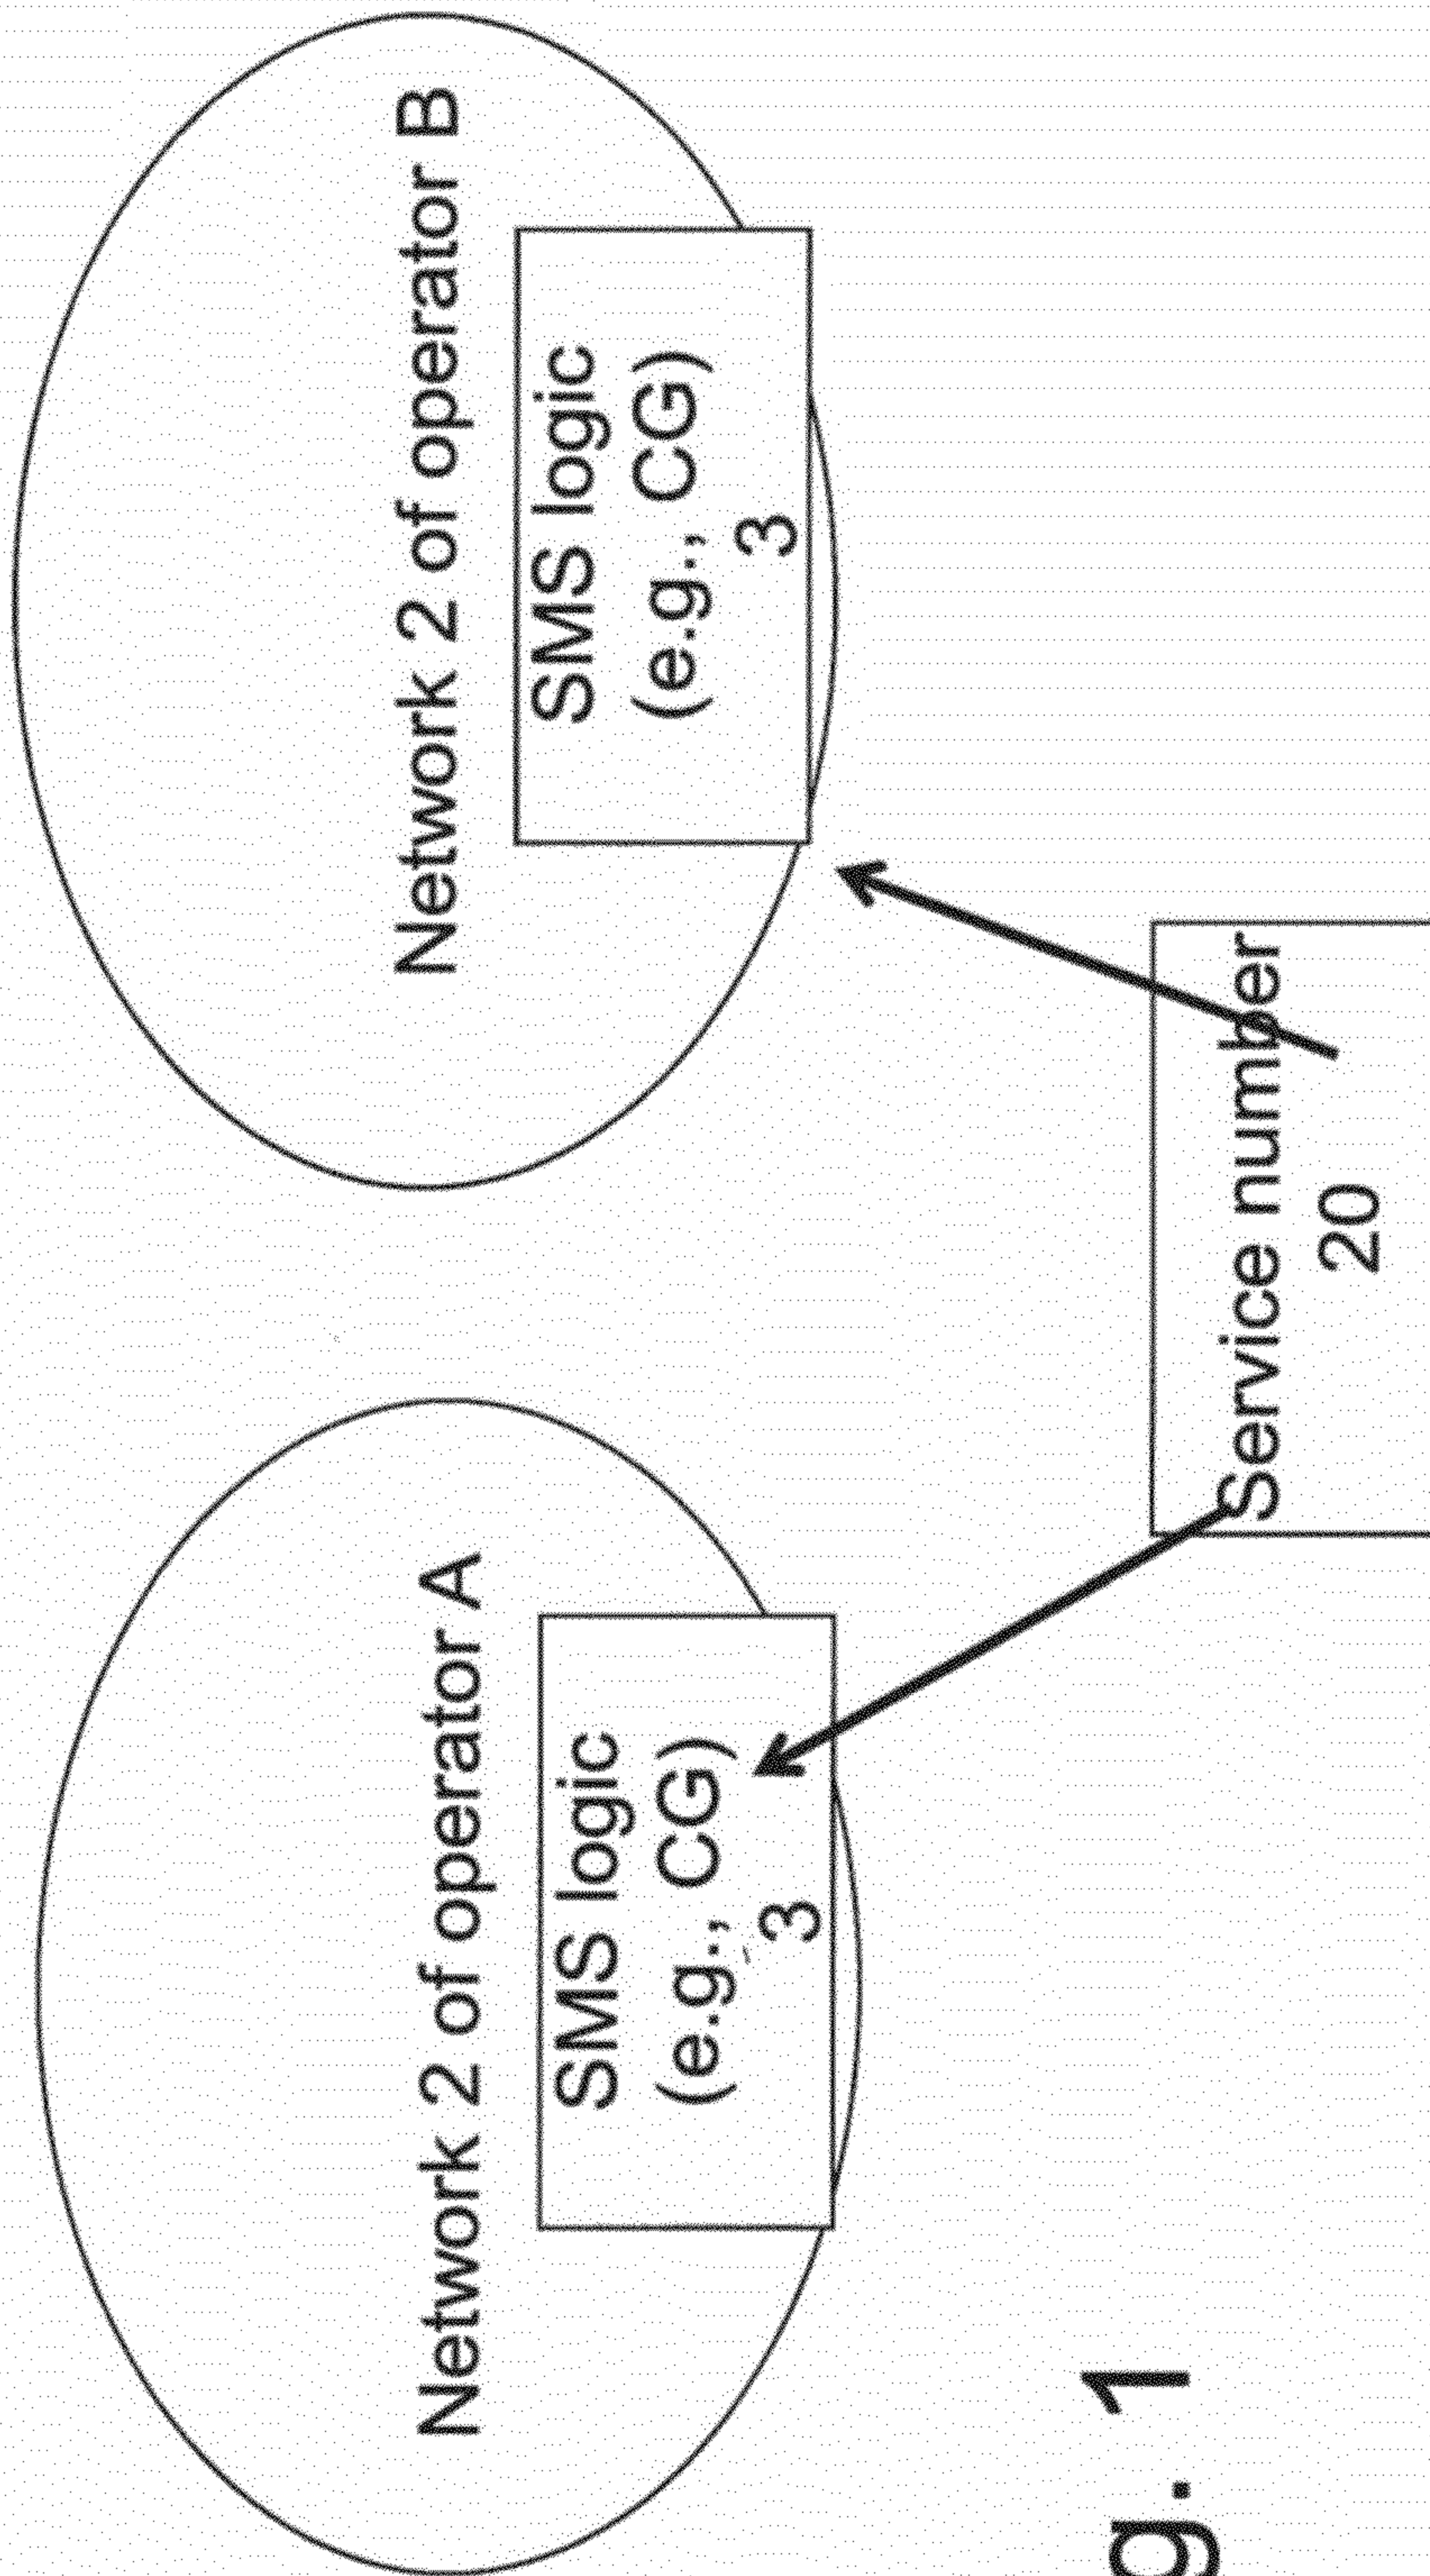 Network 2 of operator A
SMS logic
(e.g., CG)
3
Network 2 of operator B
SMS logic
(e.g., CG)
3
Service number
20
g. 1